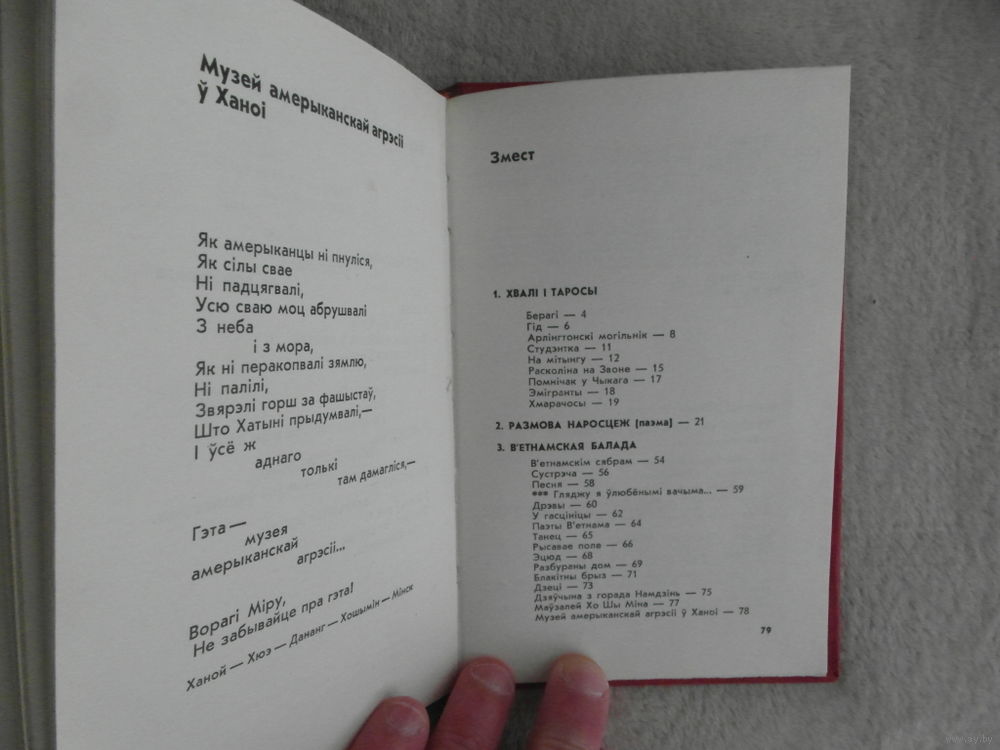 Музей амерыканскай агрэсіі
ў Ханоі
Як амерыканцы ні пнуліся,
Як сілы свае
Ні падцягвалі,
Усю сваю моц абрушвалі
З неба
і з мора,
Як ні перакопвалі зямлю,
Ні палілі,
Звярэлі горш за фашыстаў,
Што Хатыні прыдумвалі,—
І ўсё ж
аднаго
толькі
там дамагліся,—
Гэта —
музея
амерыканскай
агрэсіі...
Ворагі Міру,
Не забывайце пра гэта!
Ханой — Хюэ — Дананг — Хошымін — Мінск
Змест
1. ХВАЛІ І ТАРОСЫ
Берагі — 4
Гід — 6
Арлінгтонскі могільнік — 8
Студэнтка — 11
На мітынгу — 12
Расколіна на Звоне — 15
Помнічак у Чыкага — 17
Эмігранты — 18
Хмарачосы — 19
2. РАЗМОВА НАРОСЦЕЖ [паэма] — 21
3. В'ЕТНАМСКАЯ БАЛАДА
В'етнамскім сябрам — 54
Сустрэча — 56
Песня — 58
*** Гляджу я ўлюбёнымі вачыма... — 59
Дрэвы — 60
У гасцініцы — 62
Паэты В'етнама — 64
Танец — 65
Рысавае поле — 66
Эцюд — 68
Разбураны дом — 69
Блакітны брыз — 71
Дзеці — 73
Дзяўчына з горада Намдзінь — 75
Маўзалей Хо Шы Міна — 77
Музей амерыканскай агрэсіі ў Ханоі — 78
79
www.ay.by